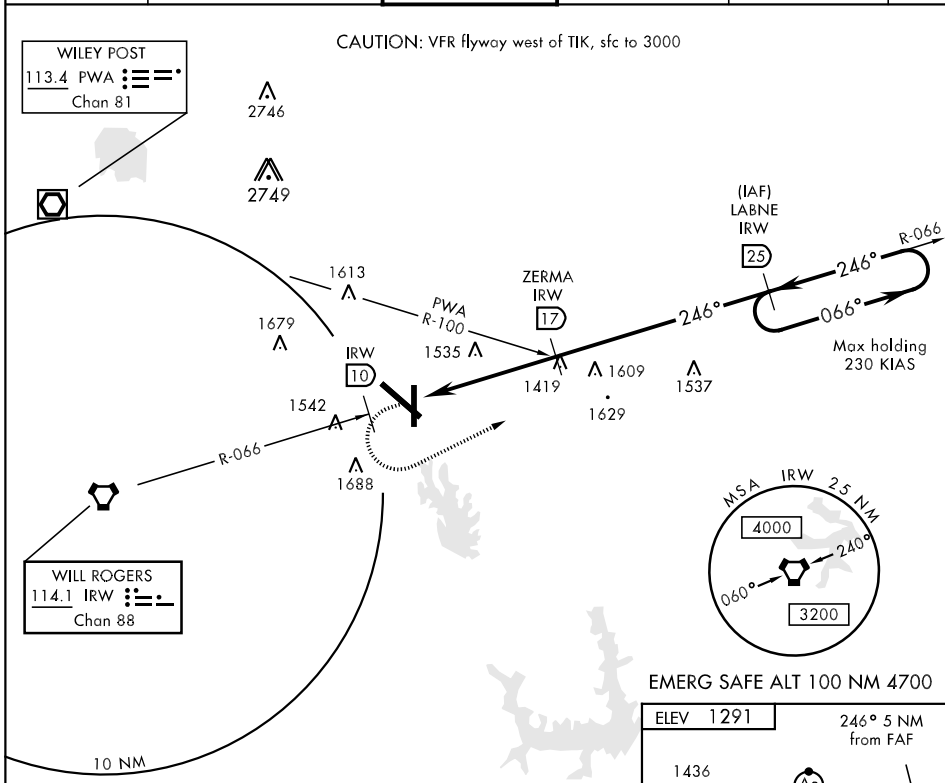 CAUTION: VFR flyway west of TIK, sfc to 3000
WILEY POST
113.4 PWA
Chan 81
2746
2749
(IAF)
LABNE
IRW
25
R-066
246°
066°
Max holding
230 KIAS
ZERMA
IRW
17
246°
1613
PWA
R-100
1679
1535
IRW
10
1419
1609
1537
1629
1542
R-066
1688
WILL ROGERS
114.1 IRW
Chan 88
MSA IRW 25 NM
4000
240°
060°
3200
EMERG SAFE ALT 100 NM 4700
ELEV 1291
246° 5 NM
from FAF
1436
10 NM